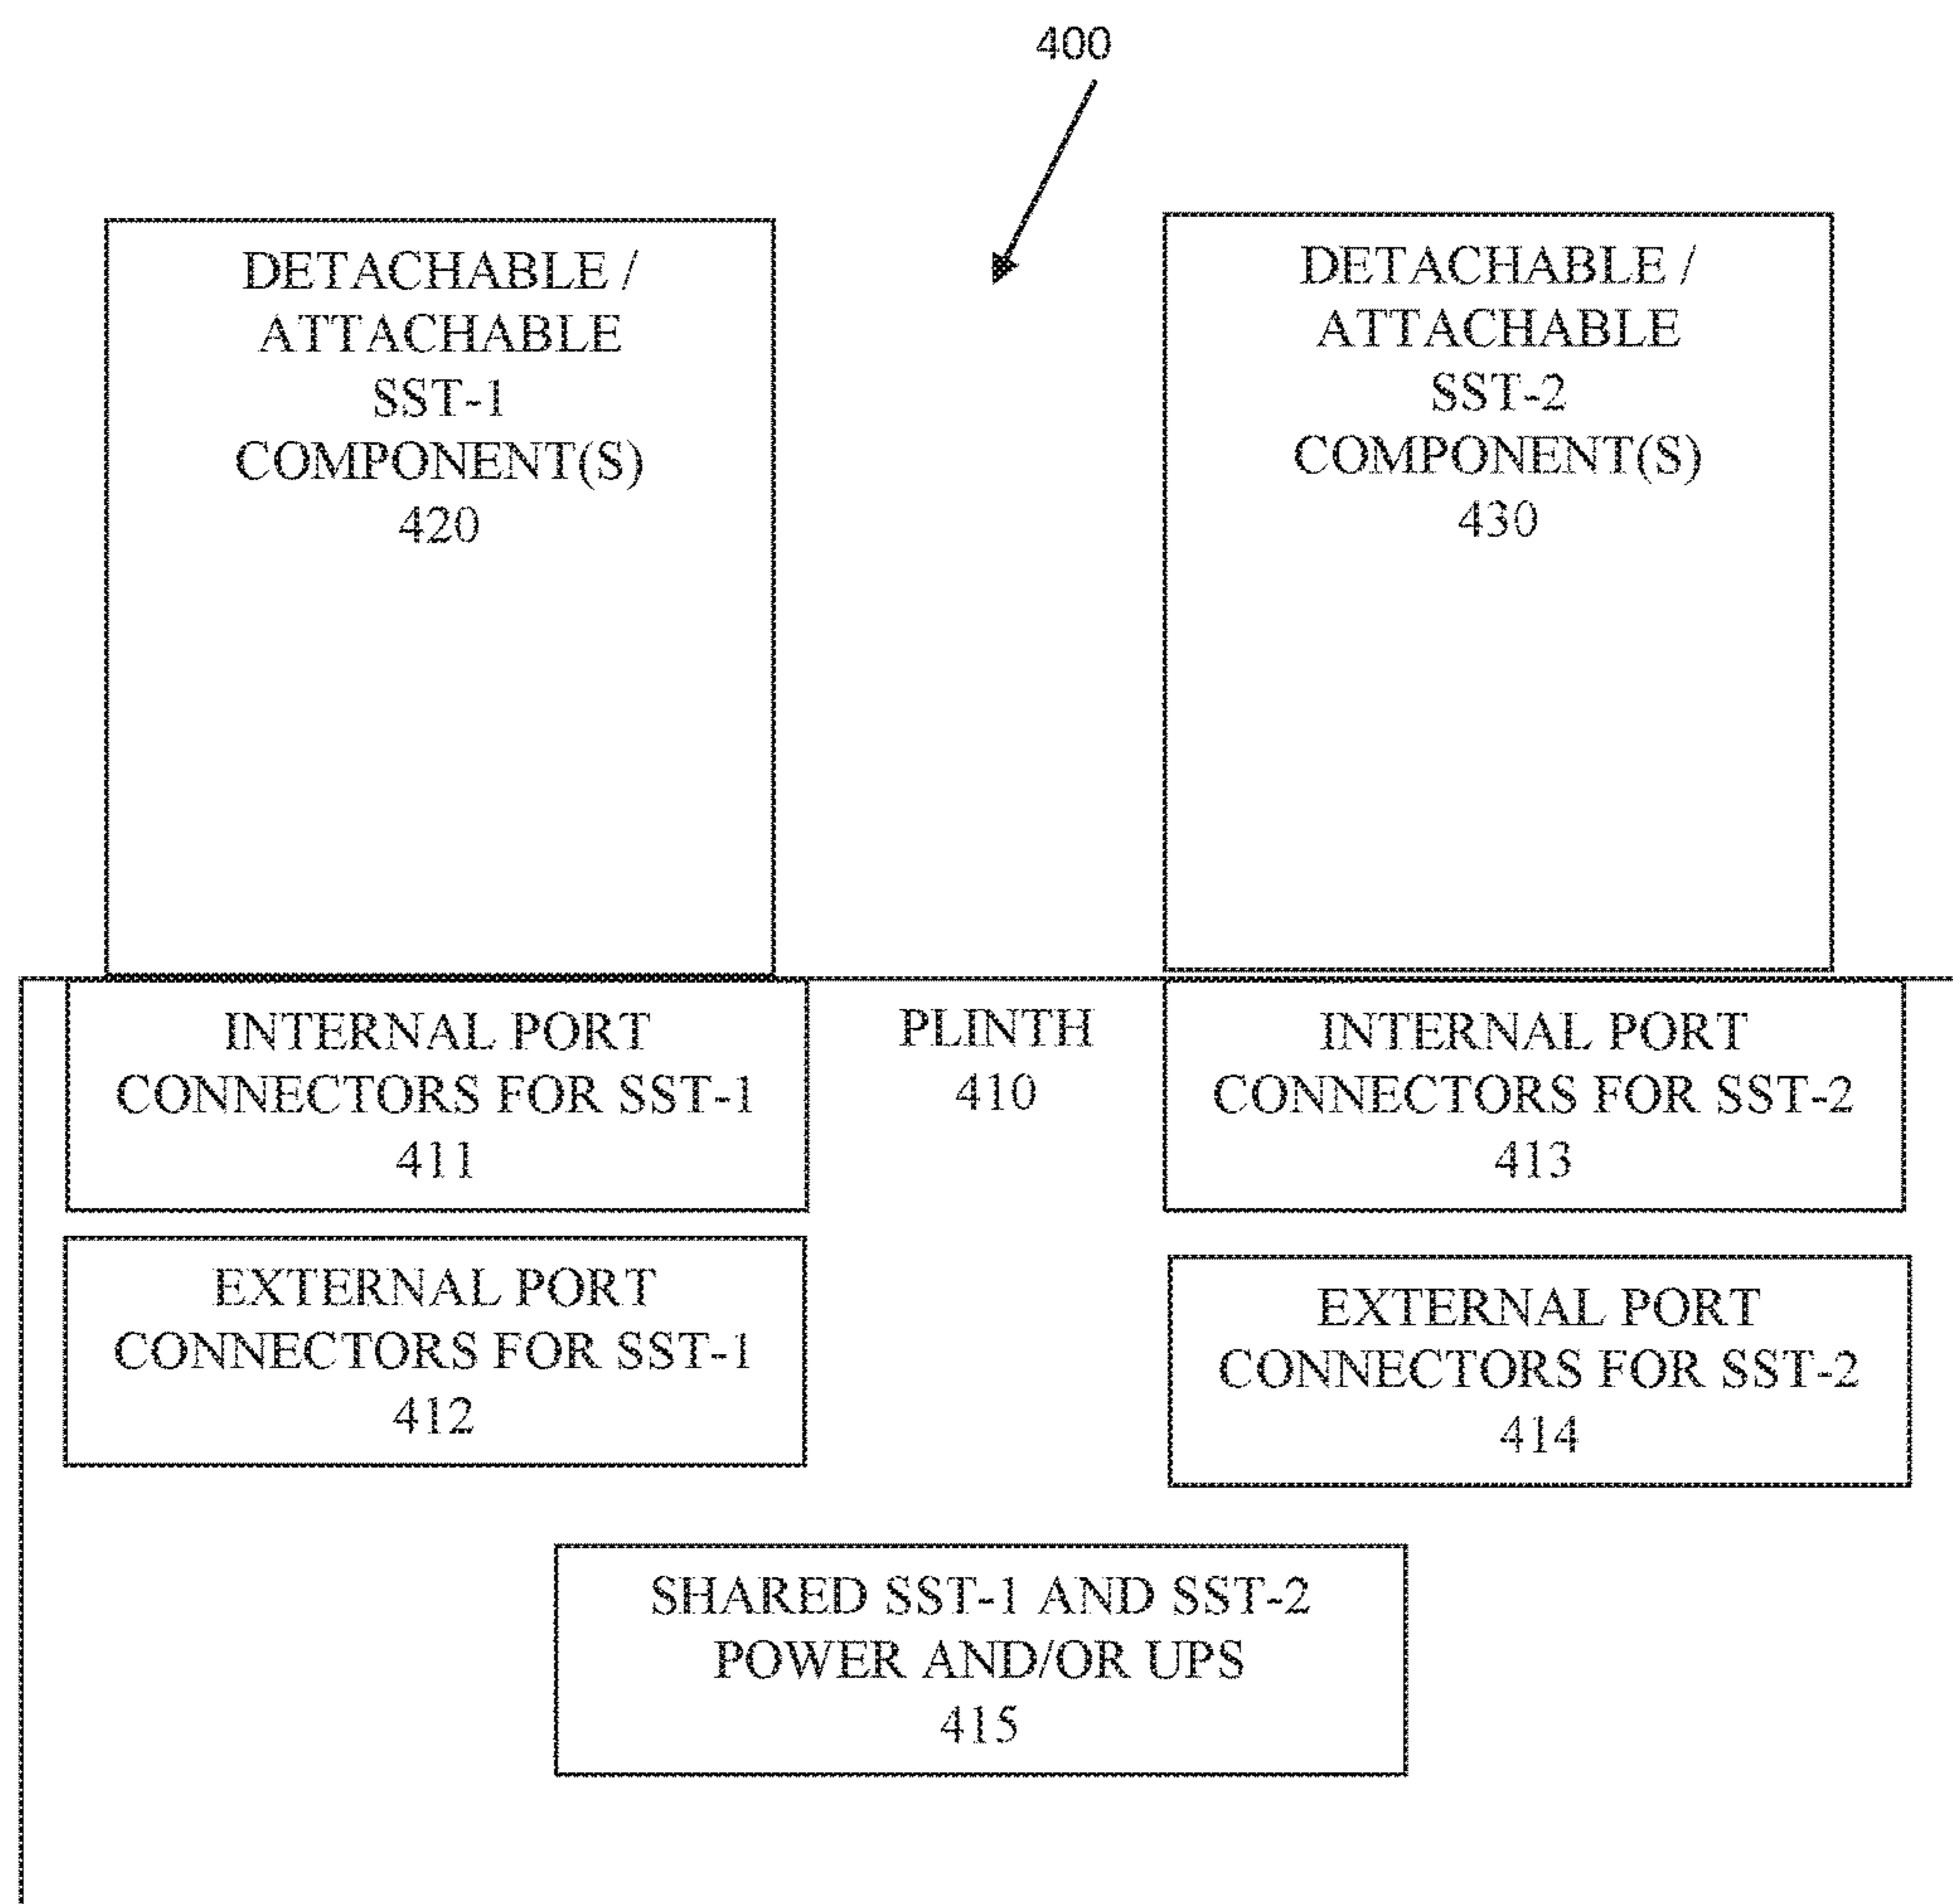 400
DETACHABLE /
ATTACHABLE
SST-1
COMPONENT(S)
420
DETACHABLE /
ATTACHABLE
SST-2
COMPONENT(S)
430
INTERNAL PORT
CONNECTORS FOR SST-1
411
PLINTH
410
INTERNAL PORT
CONNECTORS FOR SST-2
413
EXTERNAL PORT
CONNECTORS FOR SST-1
412
EXTERNAL PORT
CONNECTORS FOR SST-2
414
SHARED SST-1 AND SST-2
POWER AND/OR UPS
415